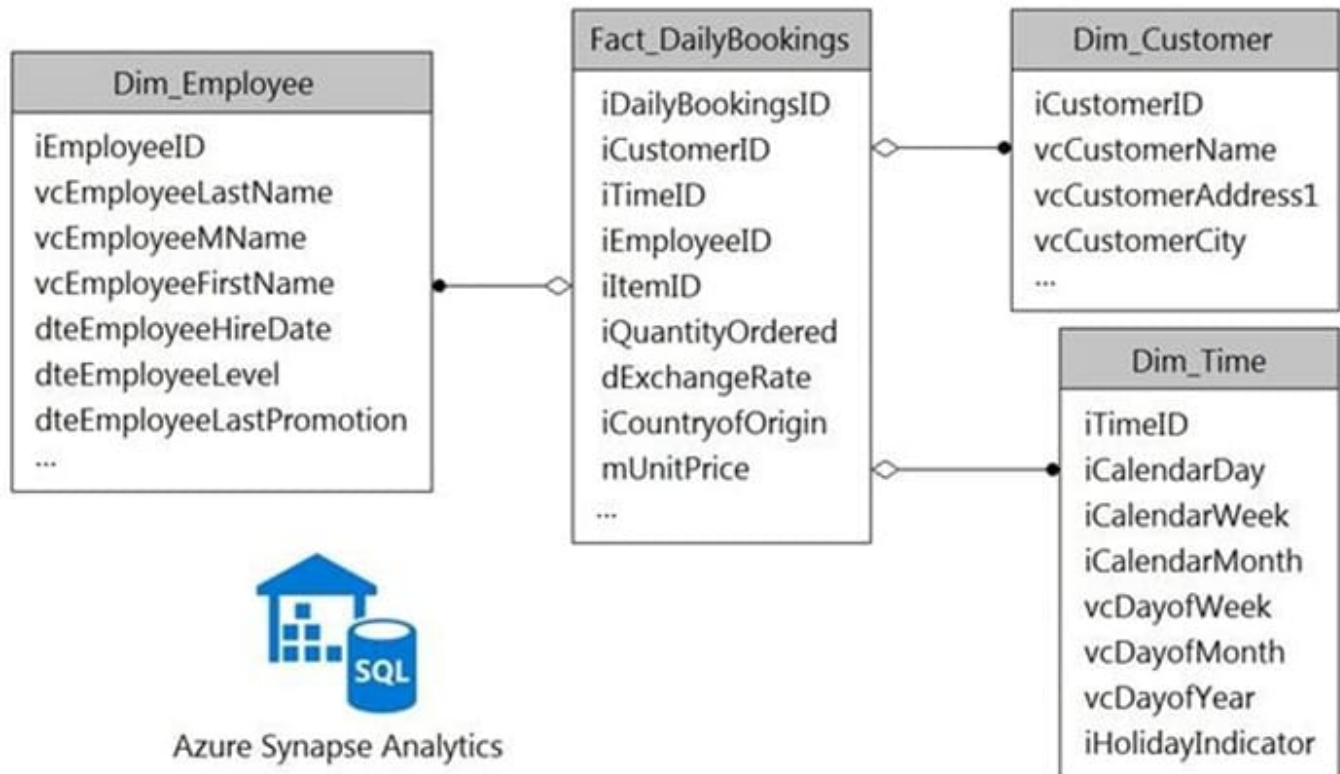 Dim_Employee
iEmployeeID
vcEmployeeLastName
vcEmployeeMName
vcEmployeeFirstName
dteEmployeeHireDate
dteEmployeeLevel
dteEmployeeLastPromotion
...
Fact_DailyBookings
iDailyBookingsID
iCustomerID
iTimeID
iEmployeeID
iItemID
iQuantityOrdered
dExchangeRate
iCountryofOrigin
mUnitPrice
...
Dim_Customer
iCustomerID
vcCustomerName
vcCustomerAddress1
vcCustomerCity
...
Dim_Time
iTimeID
iCalendarDay
iCalendarWeek
iCalendarMonth
vcDayofWeek
vcDayofMonth
vcDayofYear
iHolidayIndicator
SQL
Azure Synapse Analytics